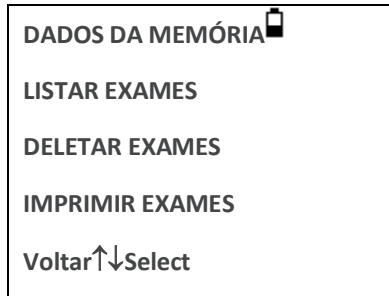 DADOS DA MEMÓRIA
LISTAR EXAMES
DELETAR EXAMES
IMPRIMIR EXAMES
Voltar↑↓Select